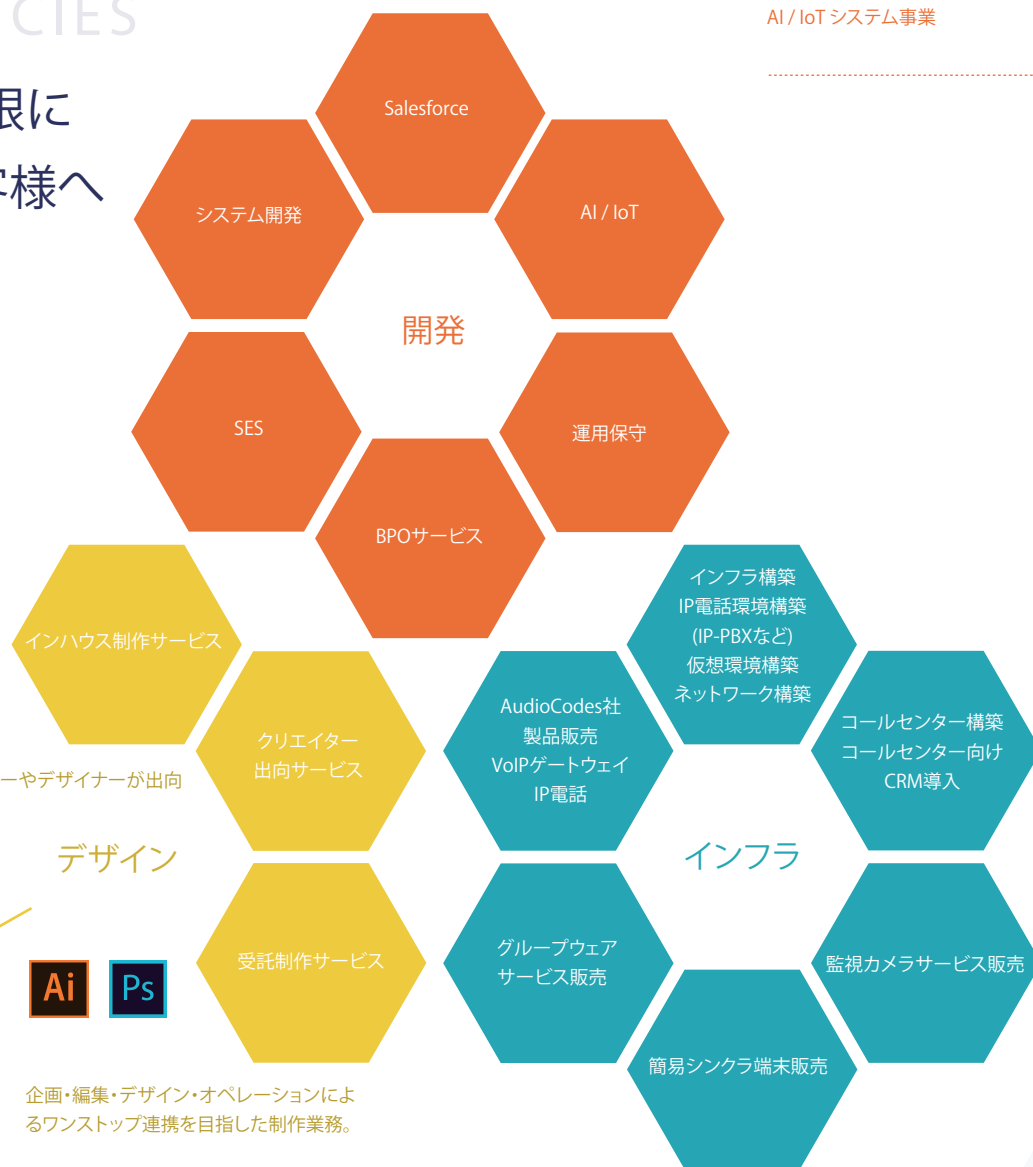 CIES
AI / IoT システム事業
限に
客様へ
Salesforce
システム開発
AI / IoT
開発
SES
運用保守
BPOサービス
インハウス制作サービス
クリエイター
出向サービス
ーやデザイナーが出向
デザイン
受託制作サービス
Ai
Ps
企画・編集・デザイン・オペレーションによ
るワンストップ連携を目指した制作業務。
インフラ構築
IP電話環境構築
(IP-PBXなど)
仮想環境構築
ネットワーク構築
AudioCodes社
製品販売
VoIPゲートウェイ
IP電話
コールセンター構築
コールセンター向け
CRM導入
インフラ
グループウェア
サービス販売
監視カメラサービス販売
簡易シンクラ端末販売